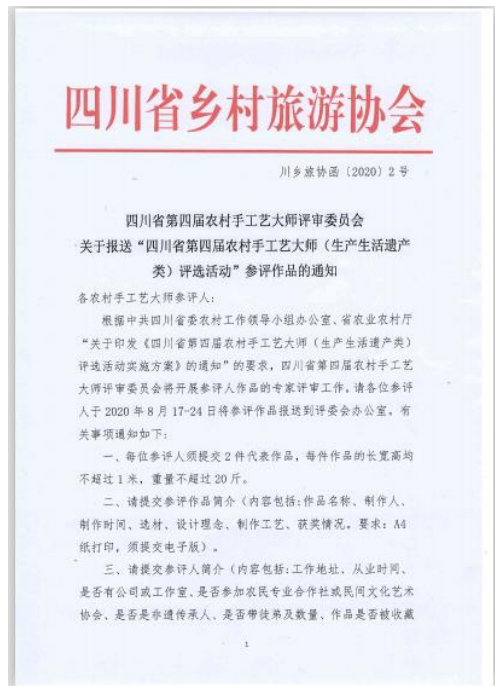 四川省乡村旅游协会
川乡旅协函〔2020〕2号
四川省第四届农村手工艺大师评审委员会
关于报送“四川省第四届农村手工艺大师（生产生活遗产
类）评选活动”参评作品的通知
各农村手工艺大师参评人：
根据中共四川省委农村工作领导小组办公室、省农业农村厅
“关于印发《四川省第四届农村手工艺大师（生产生活遗产类）
评选活动实施方案》的通知”的要求，四川省第四届农村手工艺
大师评审委员会将开展参评人作品的专家评审工作，请各位参评
人于2020年8月17-24日将参评作品报送到评委会办公室。有
关事项通知如下：
一、每位参评人须提交2件代表作品，每件作品的长宽高均
不超过1米，重量不超过20斤。
二、请提交参评作品简介（内容包括:作品名称、制作人、
制作时间、选材、设计理念、制作工艺、获奖情况。要求：A4
纸打印，须提交电子版）。
三、请提交参评人简介（内容包括:工作地址、从业时间、
是否有公司或工作室、是否参加农民专业合作社或民间文化艺术
协会、是否是非遗传承人、是否带徒弟及数量、作品是否被收藏
1